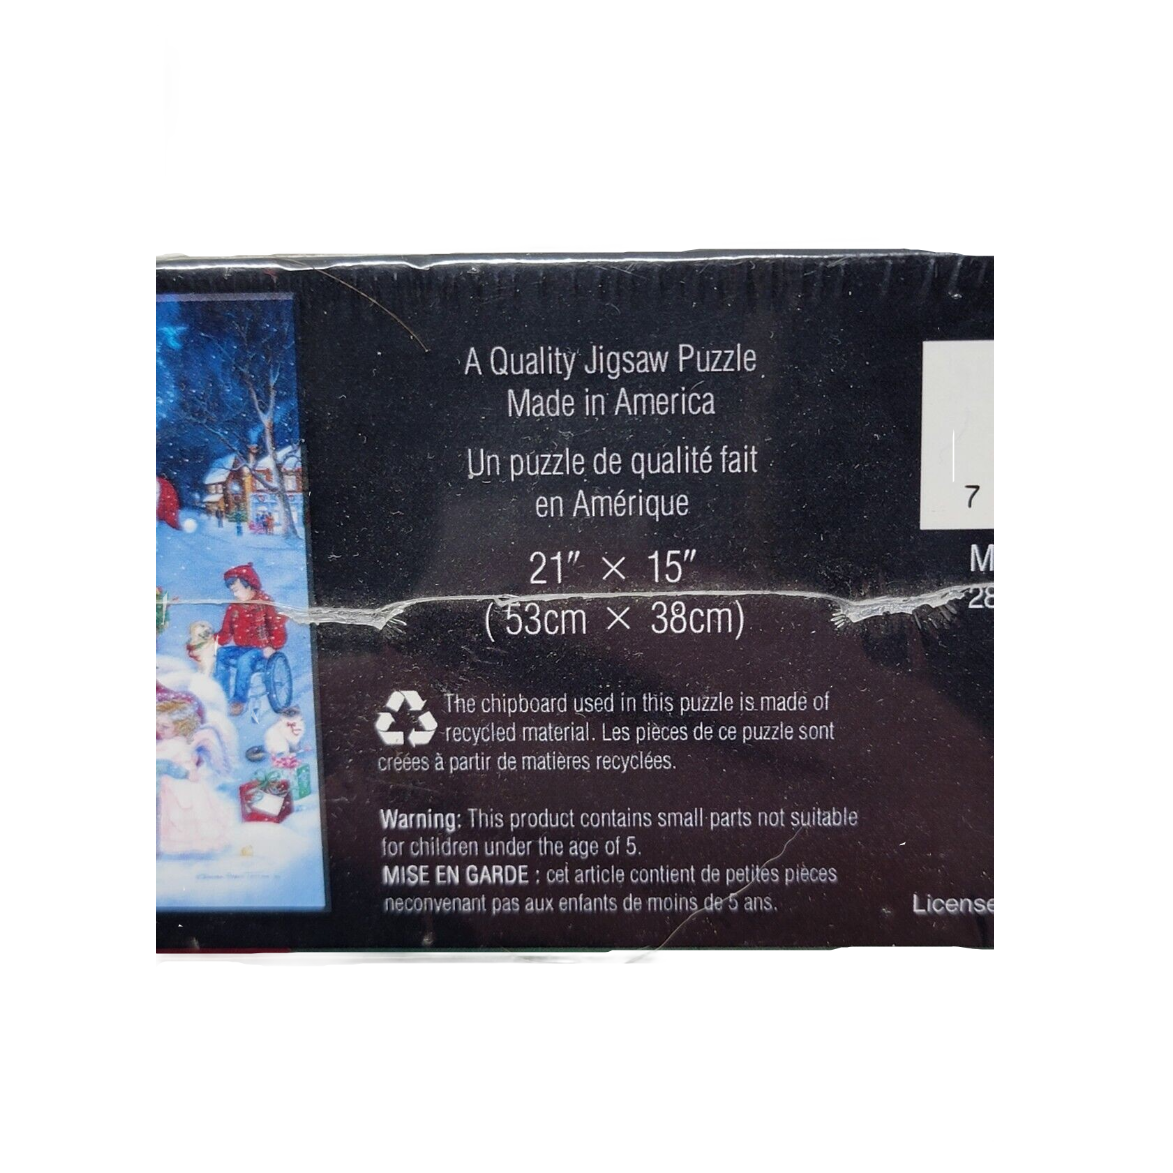 A Quality Jigsaw Puzzle
Made in America
Un puzzle de qualité fait
en Amérique
21" × 15"
(53cm × 38cm)
The chipboard used in this puzzle is made of
recycled material. Les pièces de ce puzzle sont
créées à partir de matières recyclées.
Warning: This product contains small parts not suitable
for children under the age of 5.
MISE EN GARDE : cet article contient de petites pièces
neconvenant pas aux enfants de moins de 5 ans.
7
M
28
License